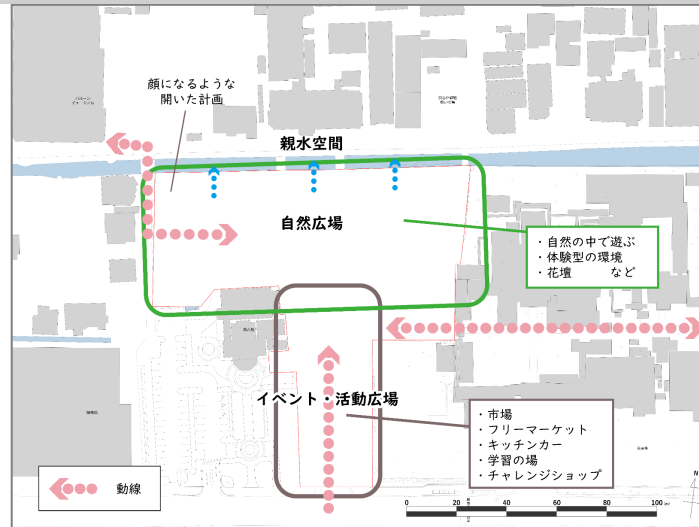 顔になるような
開いた計画
親水空間
自然広場
・自然の中で遊ぶ
・体験型の環境
・花壇　　　など
イベント・活動広場
・市場
・フリーマーケット
・キッチンカー
・学習の場
・チャレンジショップ
動線
N
0 20 40 60 80 100